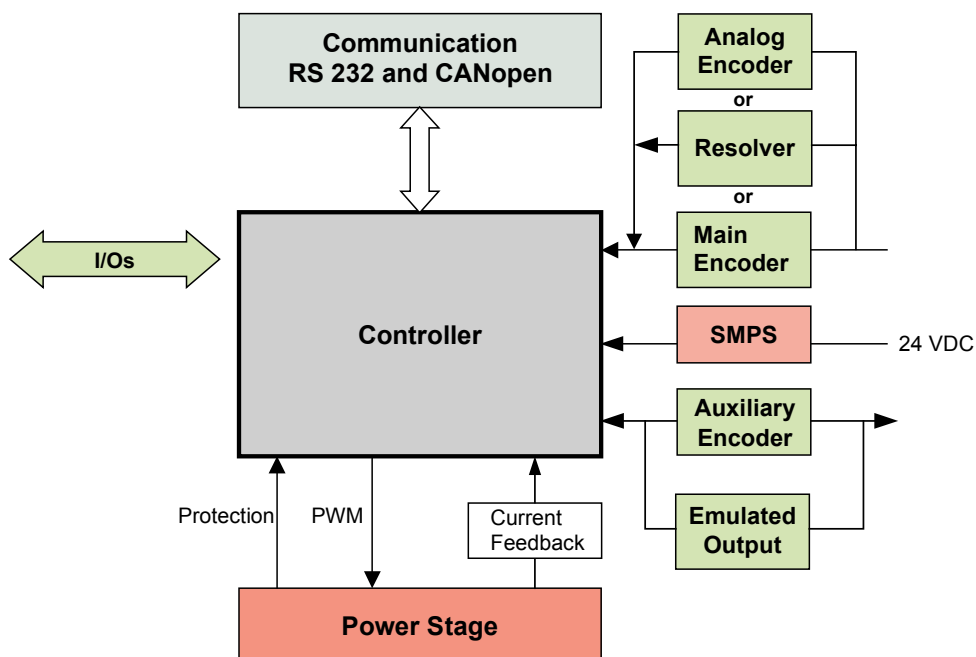 Communication
RS 232 and CANopen
Analog
Encoder
or
Resolver
or
Main
Encoder
I/Os
Controller
SMPS
24 VDC
Auxiliary
Encoder
Emulated
Output
Protection
PWM
Current
Feedback
Power Stage